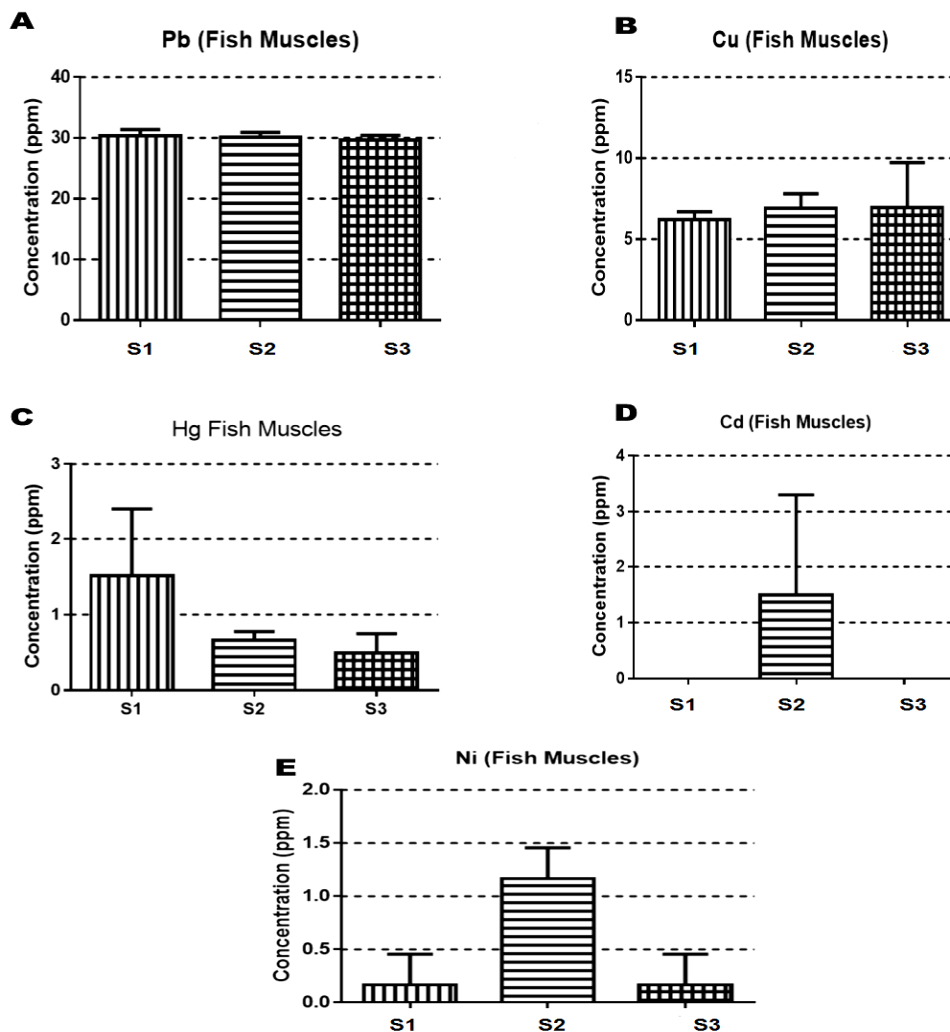 A
Pb (Fish Muscles)
Concentration (ppm)
40
30
20
10
0
S1 S2 S3
B
Cu (Fish Muscles)
Concentration (ppm)
15
10
5
0
S1 S2 S3
C
Hg Fish Muscles
Concentration (ppm)
3
2
1
0
S1 S2 S3
D
Cd (Fish Muscles)
Concentration (ppm)
4
3
2
1
0
S1 S2 S3
E
Ni (Fish Muscles)
Concentration (ppm)
2.0
1.5
1.0
0.5
0.0
S1 S2 S3